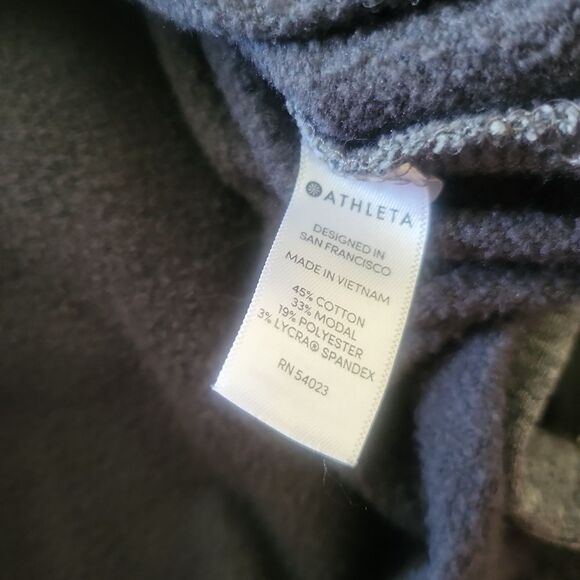 ATHLETA
DESIGNED IN
SAN FRANCISCO
MADE IN VIETNAM
45% COTTON
33% MODAL
19% POLYESTER
3% LYCRA® SPANDEX
RN 54023